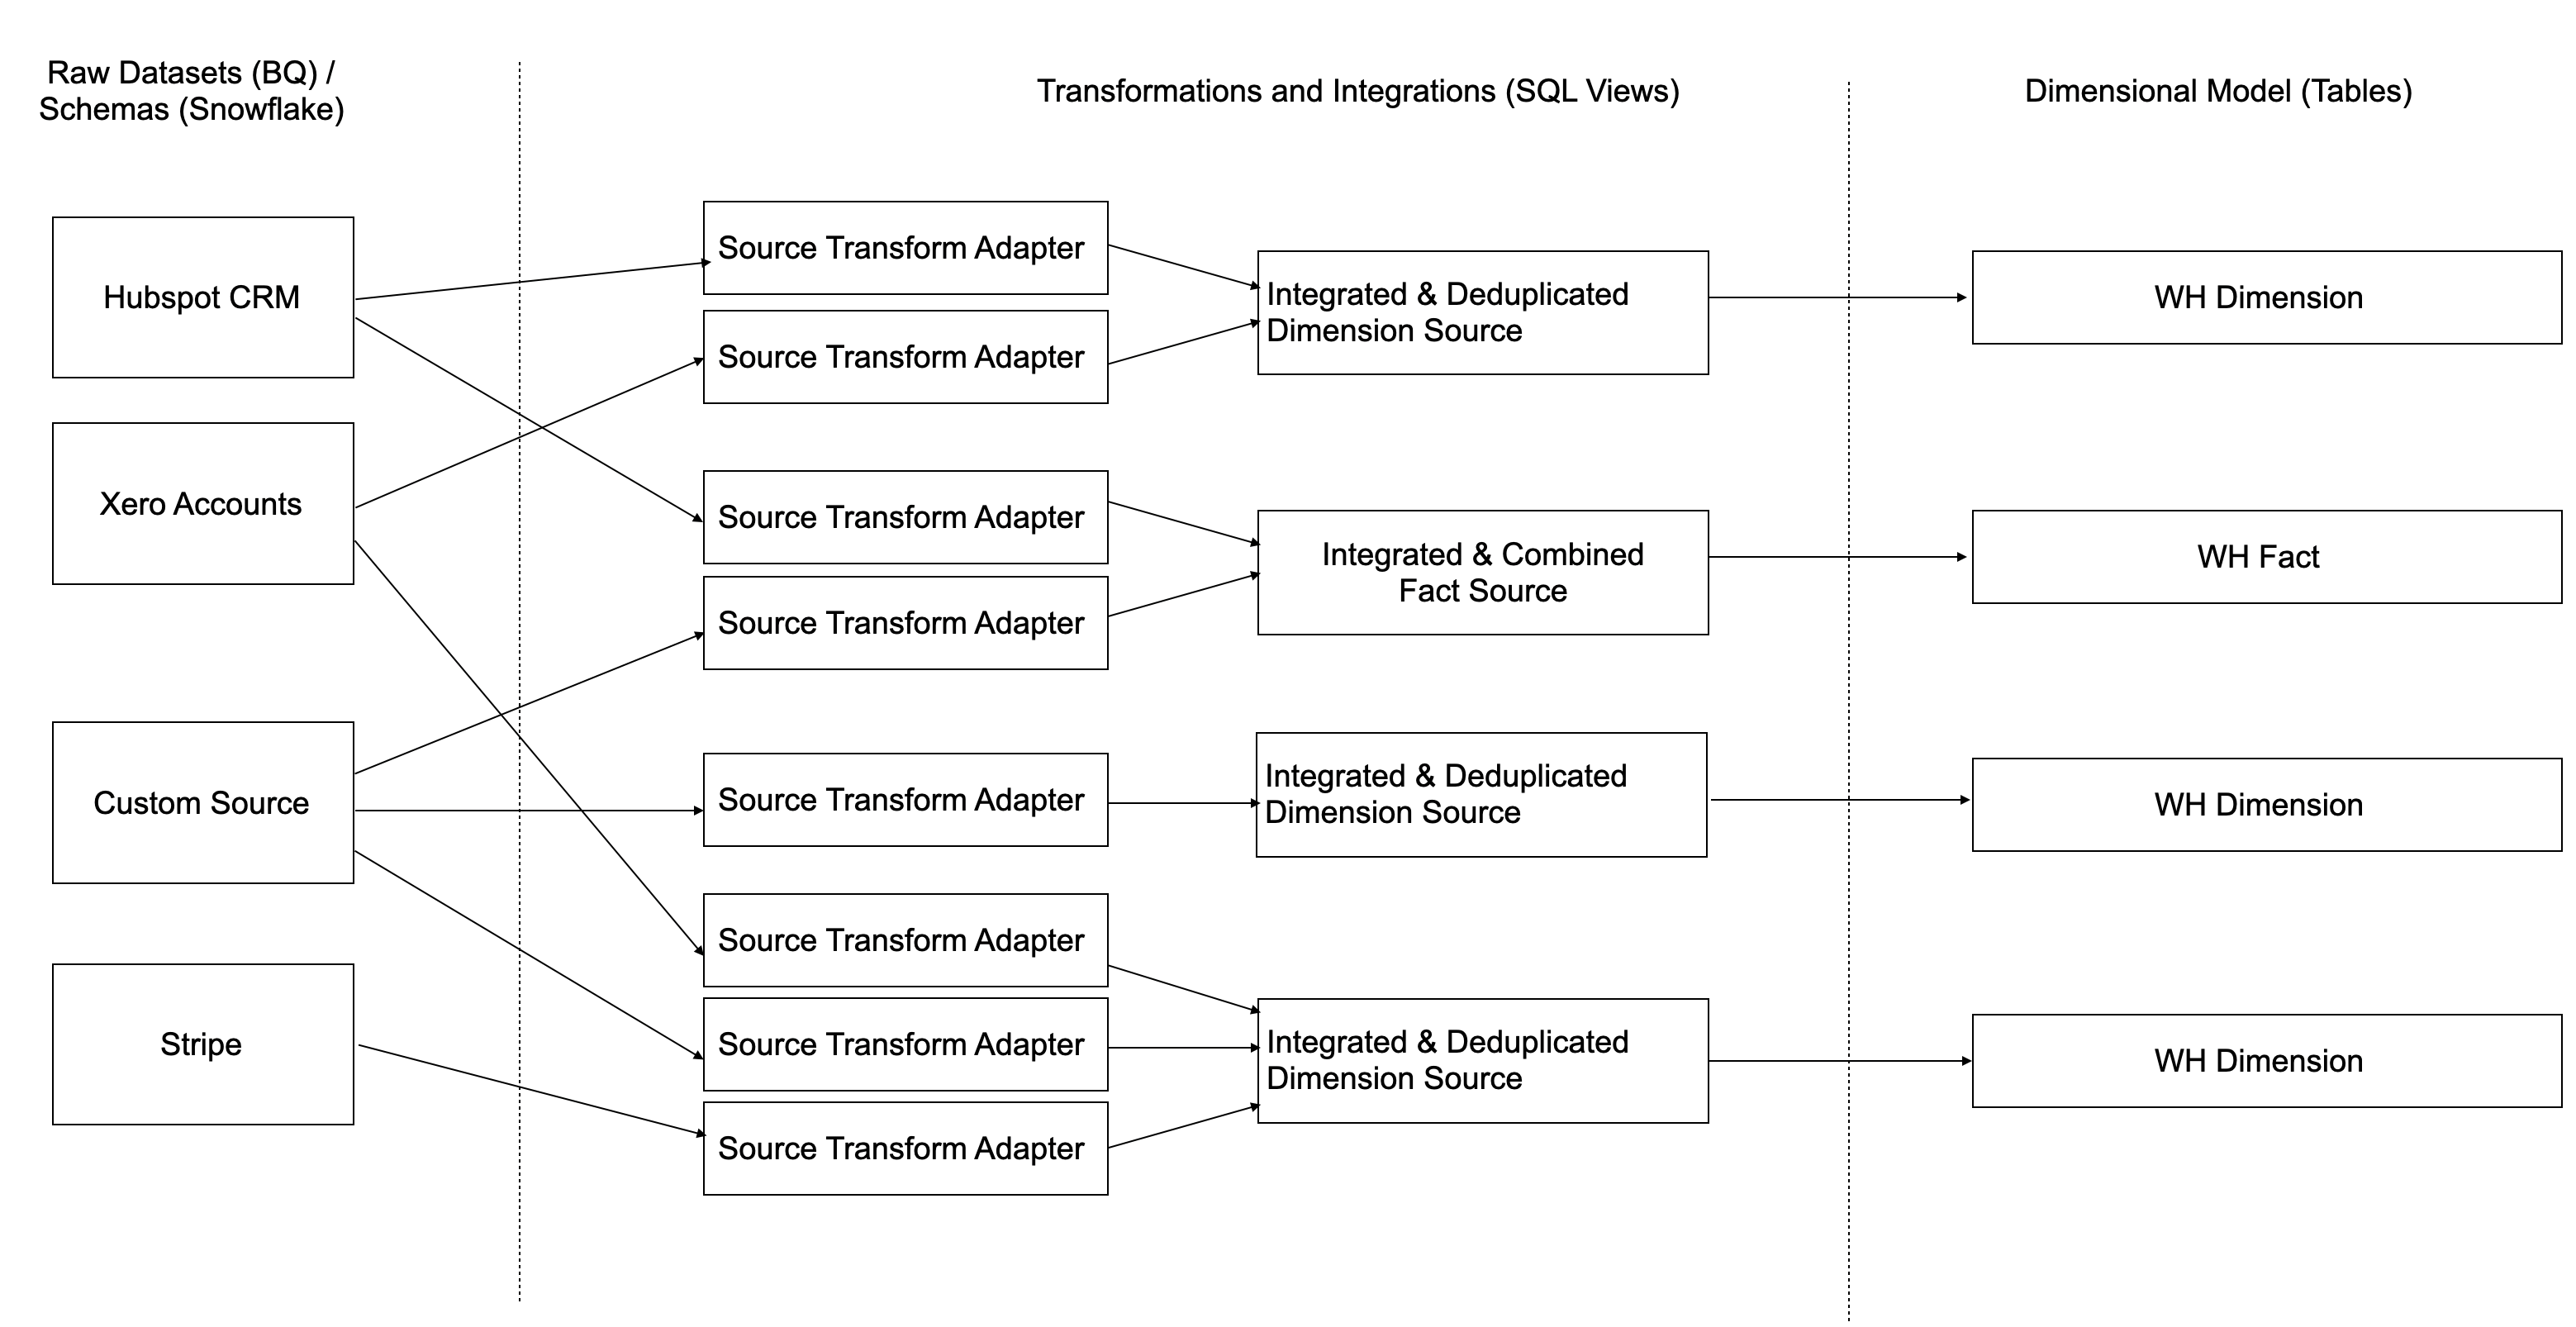 Raw Datasets (BQ) /
Schemas (Snowflake)
Transformations and Integrations (SQL Views)
Dimensional Model (Tables)
Hubspot CRM
Xero Accounts
Custom Source
Stripe
Source Transform Adapter
Source Transform Adapter
Source Transform Adapter
Source Transform Adapter
Source Transform Adapter
Source Transform Adapter
Source Transform Adapter
Source Transform Adapter
Integrated & Deduplicated
Dimension Source
Integrated & Combined
Fact Source
Integrated & Deduplicated
Dimension Source
Integrated & Deduplicated
Dimension Source
WH Dimension
WH Fact
WH Dimension
WH Dimension